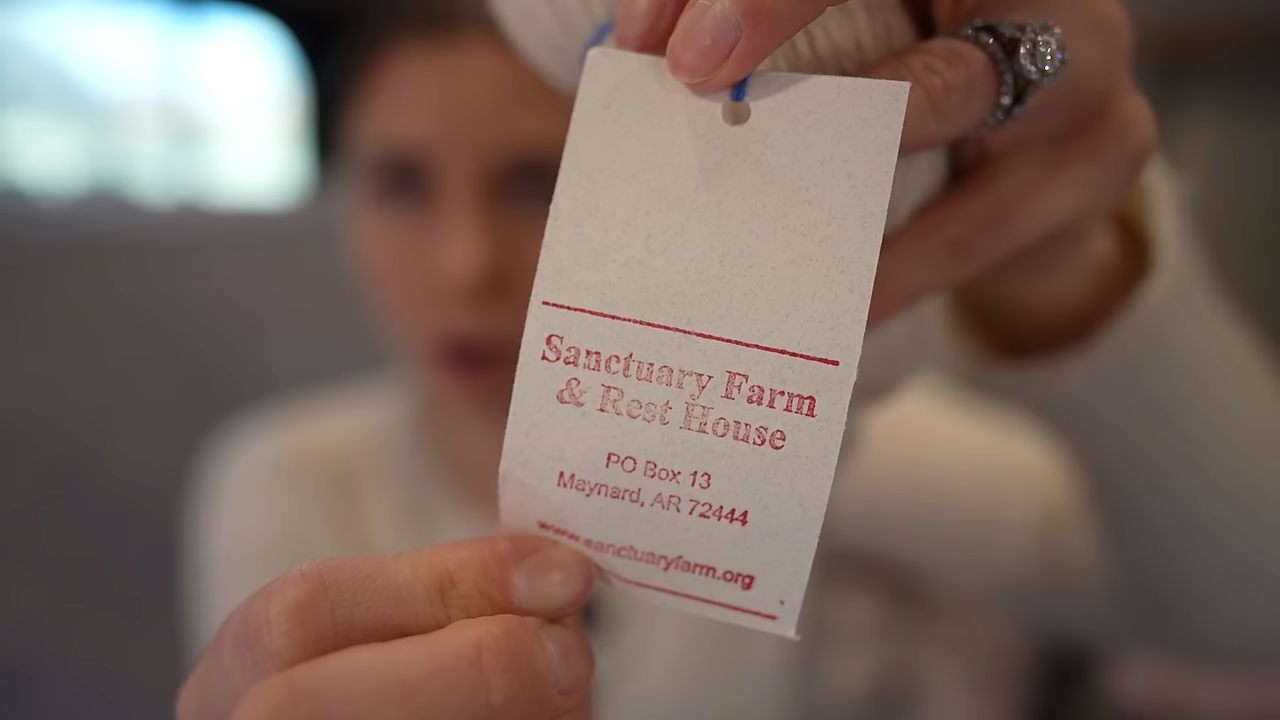 Sanctuary Farm
& Rest House
PO Box 13
Maynard, AR 72444
www.sanctuaryfarm.org